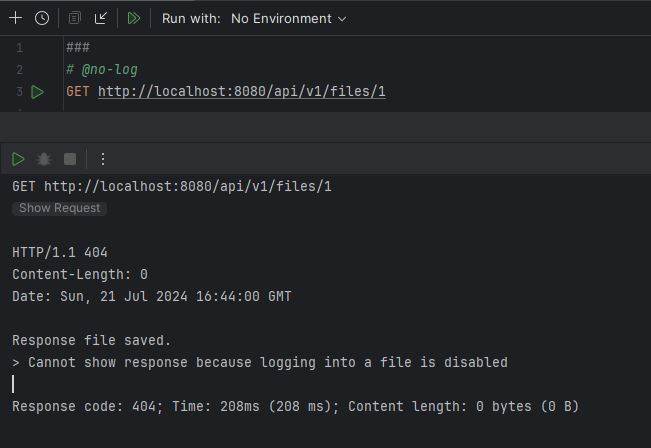 Run with: No Environment
1 ###
2 # @no-log
3 GET http://localhost:8080/api/v1/files/1
GET http://localhost:8080/api/v1/files/1
Show Request
HTTP/1.1 404
Content-Length: 0
Date: Sun, 21 Jul 2024 16:44:00 GMT
Response file saved.
> Cannot show response because logging into a file is disabled
Response code: 404; Time: 208ms (208 ms); Content length: 0 bytes (0 B)